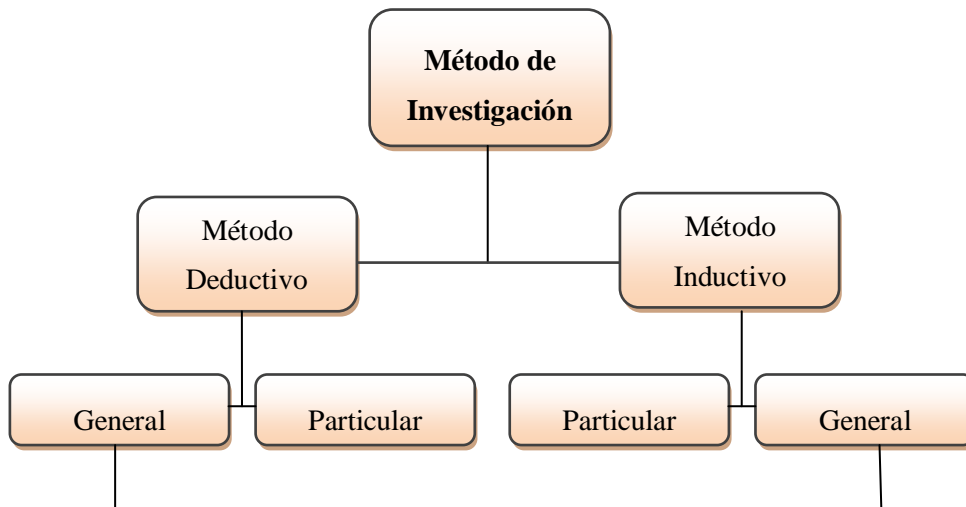 Método de
Investigación
Método
Deductivo
Método
Inductivo
General
Particular
Particular
General